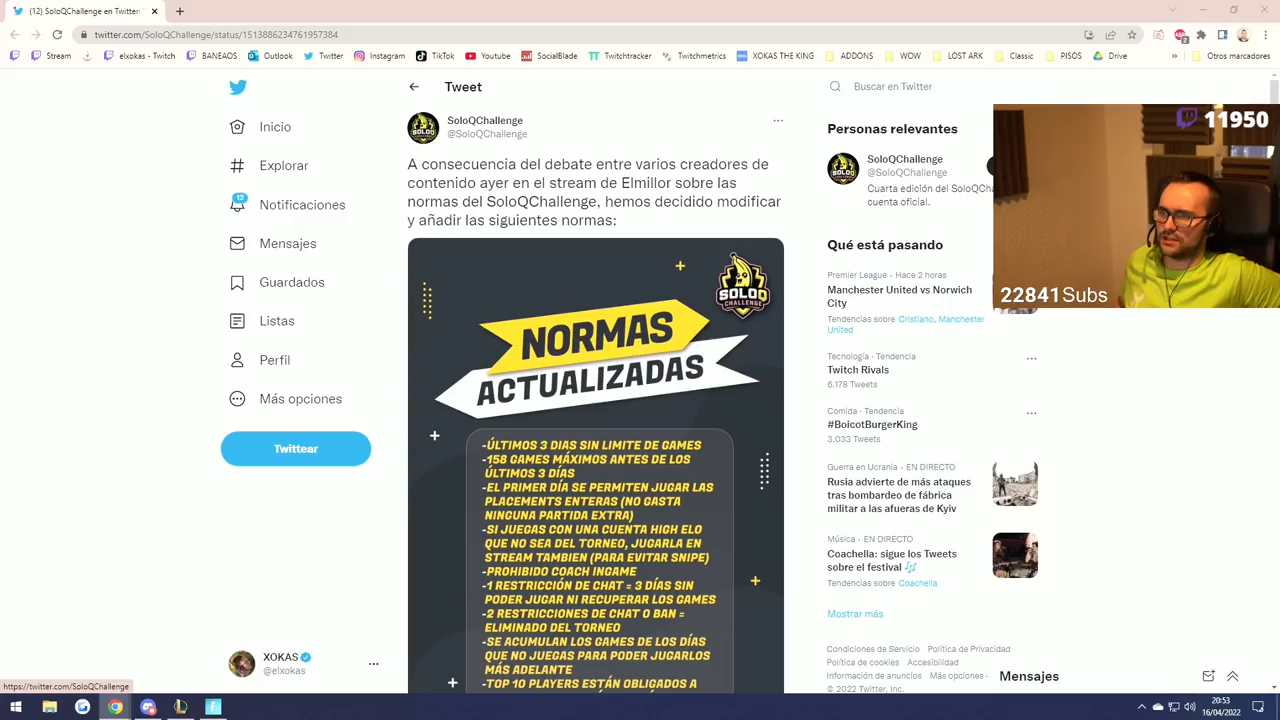 (12) SoloQChallenge en Twitter:
twitter.com/SoloQChallenge/status/1513886234761957384
Stream
elxokas - Twitch
BANEAOS
Outlook
Twitter
Instagram
TikTok
Youtube
SocialBlade
Twitchtracker
Twitchmetrics
XOKAS THE KING
ADDONS
WOW
LOST ARK
Classic
PISOS
Drive
»
Otros marcadores
Tweet
Buscar en Twitter
12
Inicio
Explorar
Notificaciones
Mensajes
Guardados
Listas
Perfil
Más opciones
Twittear
XOKAS
@elxokas
SoloQChallenge
@SoloQChallenge
A consecuencia del debate entre varios creadores de
contenido ayer en el stream de Elmillor sobre las
normas del SoloQChallenge, hemos decidido modificar
y añadir las siguientes normas:
SOLOQ
CHALLENGE
NORMAS
ACTUALIZADAS
-ÚLTIMOS 3 DIAS SIN LIMITE DE GAMES
-158 GAMES MÁXIMOS ANTES DE LOS
ÚLTIMOS 3 DÍAS
-EL PRIMER DÍA SE PERMITEN JUGAR LAS
PLACEMENTS ENTERAS (NO GASTA
NINGUNA PARTIDA EXTRA)
-SI JUEGAS CON UNA CUENTA HIGH ELO
QUE NO SEA DEL TORNEO, JUGARLA EN
STREAM TAMBIEN (PARA EVITAR SNIPE)
-PROHIBIDO COACH INGAME
-1 RESTRICCIÓN DE CHAT = 3 DÍAS SIN
PODER JUGAR NI RECUPERAR LOS GAMES
-2 RESTRICCIONES DE CHAT O BAN =
ELIMINADO DEL TORNEO
-SE ACUMULAN LOS GAMES DE LOS DÍAS
QUE NO JUEGAS PARA PODER JUGARLOS
MÁS ADELANTE
-TOP 10 PLAYERS ESTÁN OBLIGADOS A
Personas relevantes
SoloQChallenge
@SoloQChallenge
Cuarta edición del SoloQCha
cuenta oficial.
11950
22841 Subs
Qué está pasando
Premier League · Hace 2 horas
Manchester United vs Norwich
City
Tendencias sobre Cristiano, Manchester
United
Tecnología · Tendencia
Twitch Rivals
6.178 Tweets
Comida · Tendencia
#BoicotBurgerKing
3.033 Tweets
Guerra en Ucrania · EN DIRECTO
Rusia advierte de más ataques
tras bombardeo de fábrica
militar a las afueras de Kyiv
Música · EN DIRECTO
Coachella: sigue los Tweets
sobre el festival
Tendencias sobre Coachella
Mostrar más
Condiciones de Servicio Política de Privacidad
Política de cookies Accesibilidad
Información de anuncios Más opciones ·
© 2022 Twitter, Inc.
Mensajes
https://twitter.com/SoloQChallenge
20:53
16/04/2022